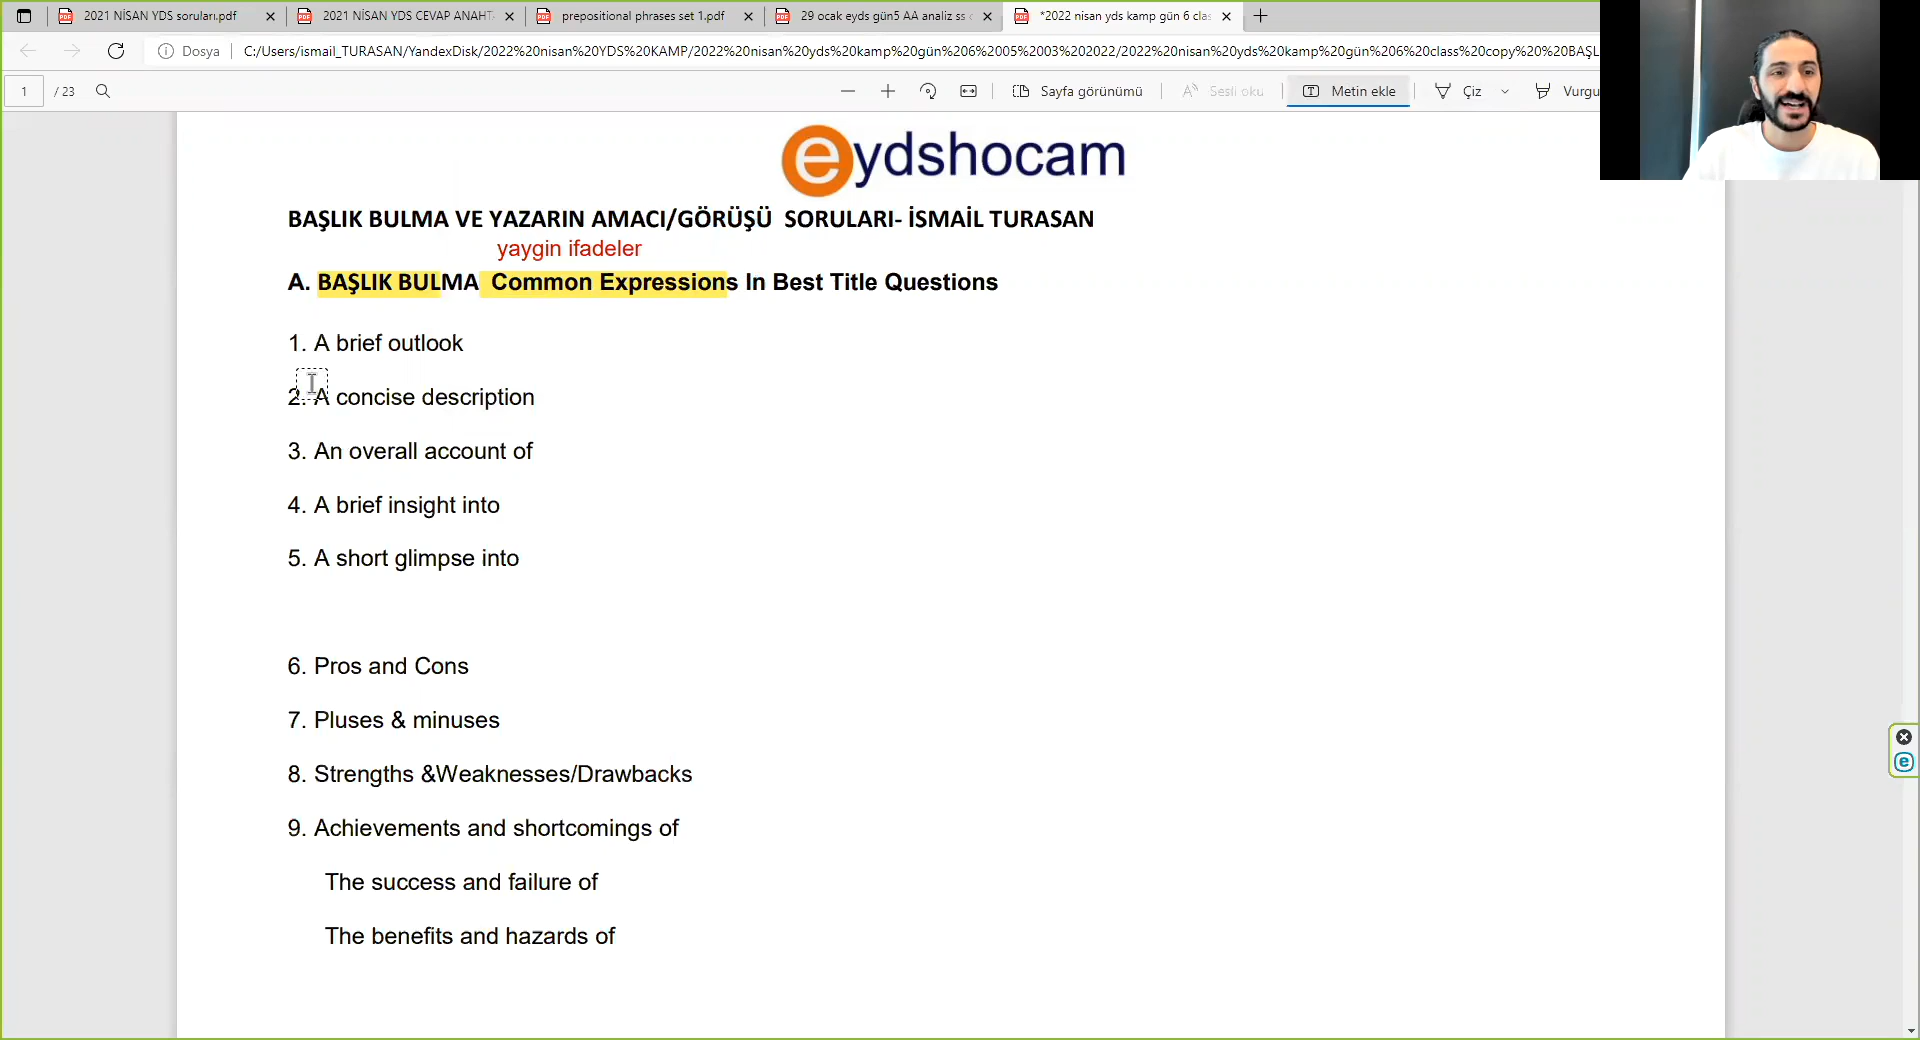 2021 NİSAN YDS soruları.pdf
2021 NİSAN YDS CEVAP ANAHT
prepositional phrases set 1.pdf
29 ocak eyds gün5 AA analiz ss c
*2022 nisan yds kamp gün 6 clas
Dosya
C:/Users/ismail_TURASAN/YandexDisk/2022%20nisan%20YDS%20KAMP/2022%20nisan%20yds%20kamp%20gün%206%2005%2003%202022/2022%20nisan%20yds%20kamp%20gün%206%20class%20copy%20%20BAŞL
1 / 23
Sayfa görünümü
Sesli oku
Metin ekle
Çiz
Vurgu
eydshocam
BAŞLIK BULMA VE YAZARIN AMACI/GÖRÜŞÜ SORULARI- İSMAİL TURASAN
yaygin ifadeler
A. BAŞLIK BULMA Common Expressions In Best Title Questions
1. A brief outlook
2. A concise description
3. An overall account of
4. A brief insight into
5. A short glimpse into
6. Pros and Cons
7. Pluses & minuses
8. Strengths &Weaknesses/Drawbacks
9. Achievements and shortcomings of
The success and failure of
The benefits and hazards of